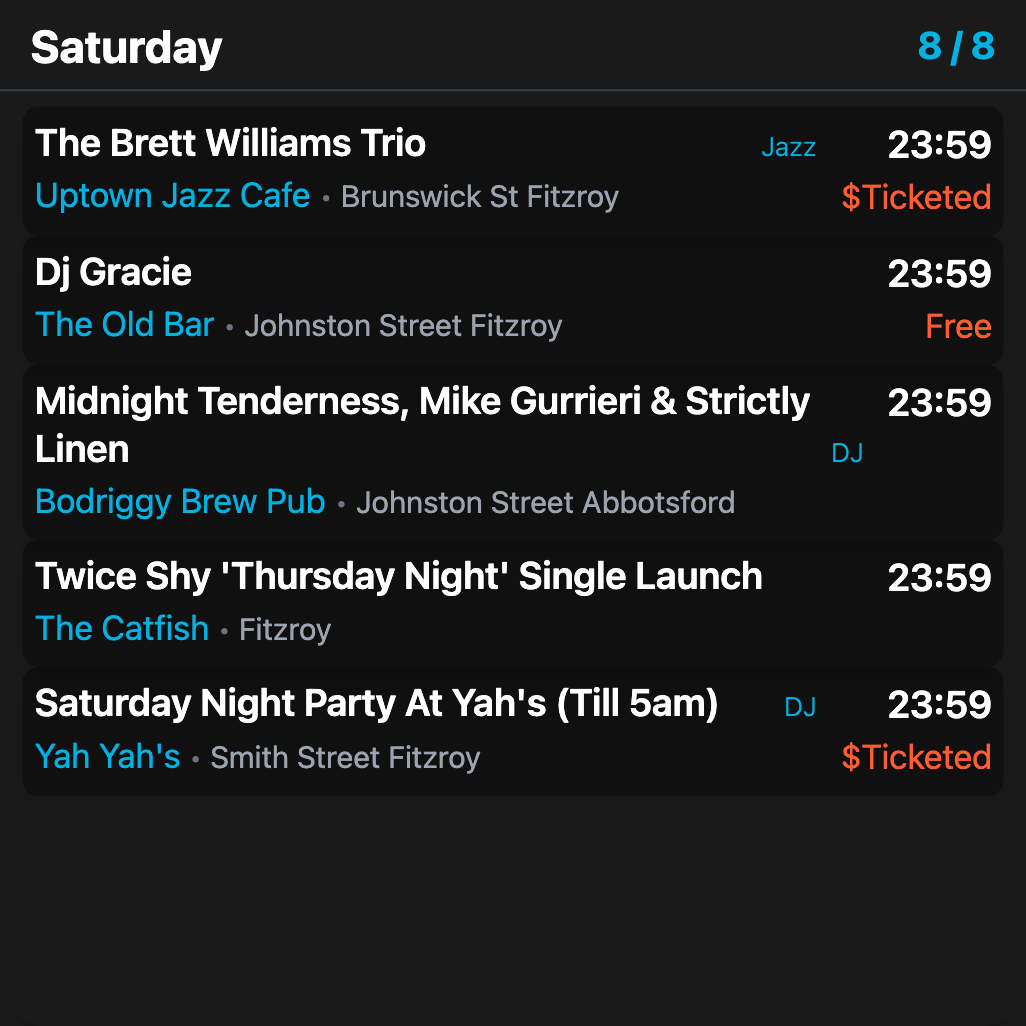 Saturday 8 / 8
The Brett Williams Trio Jazz 23:59
Uptown Jazz Cafe • Brunswick St Fitzroy $Ticketed
Dj Gracie 23:59
The Old Bar • Johnston Street Fitzroy Free
Midnight Tenderness, Mike Gurrieri & Strictly 23:59
Linen DJ
Bodriggy Brew Pub • Johnston Street Abbotsford
Twice Shy 'Thursday Night' Single Launch 23:59
The Catfish • Fitzroy
Saturday Night Party At Yah's (Till 5am) DJ 23:59
Yah Yah's • Smith Street Fitzroy $Ticketed